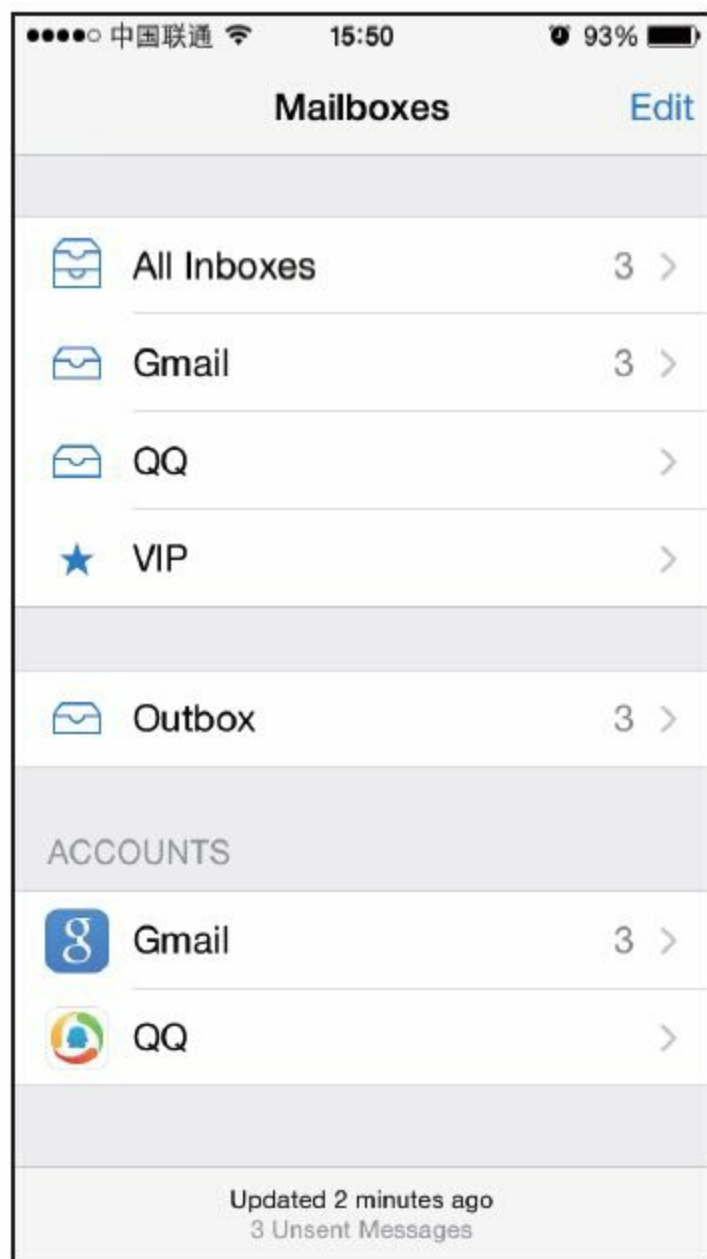 中国联通 15:50 93%
Mailboxes Edit
All Inboxes 3
Gmail 3
QQ
VIP
Outbox 3
ACCOUNTS
g Gmail 3
QQ
Updated 2 minutes ago
3 Unsent Messages